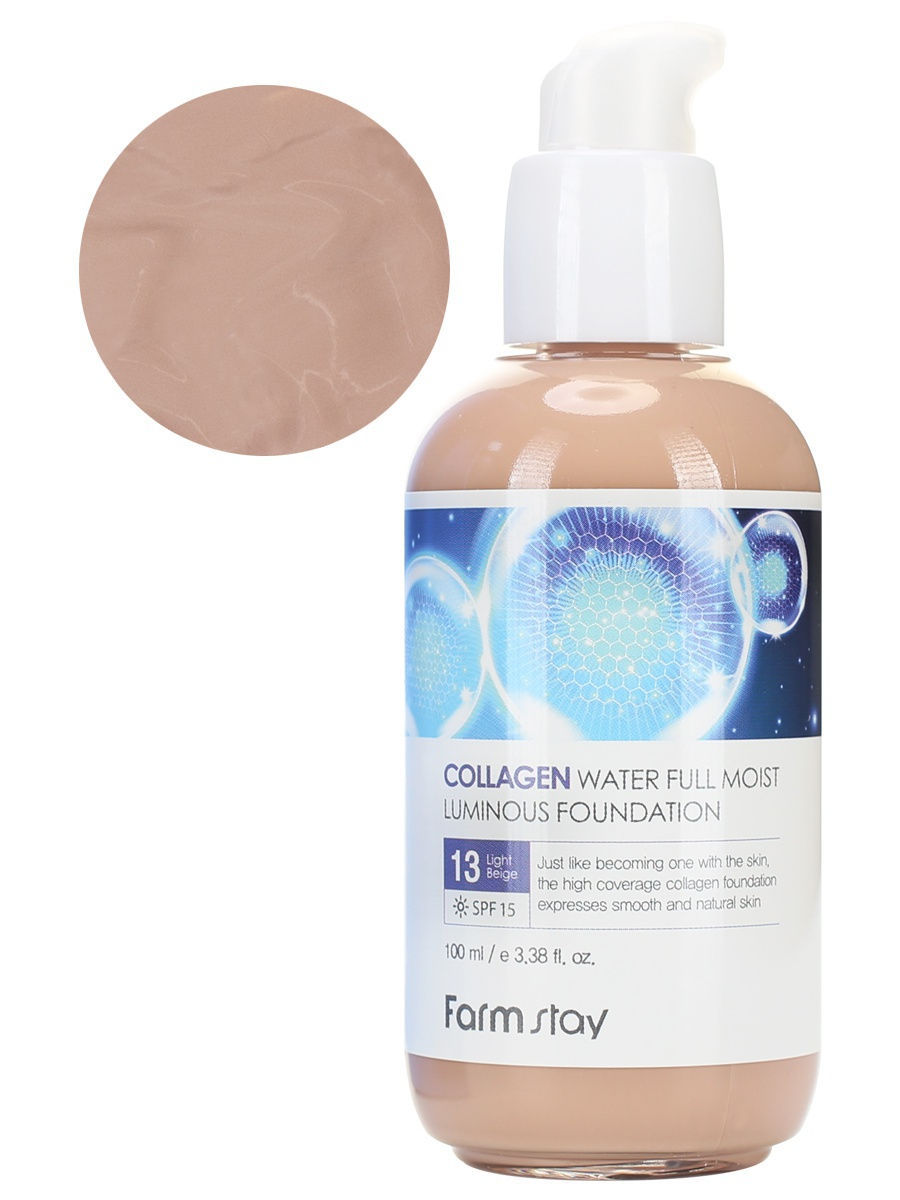 COLLAGEN WATER FULL MOIST
LUMINOUS FOUNDATION
13 Light Beige
SPF 15
Just like becoming one with the skin,
the high coverage collagen foundation
expresses smooth and natural skin
100 ml / e 3.38 fl. oz.
Farm stay